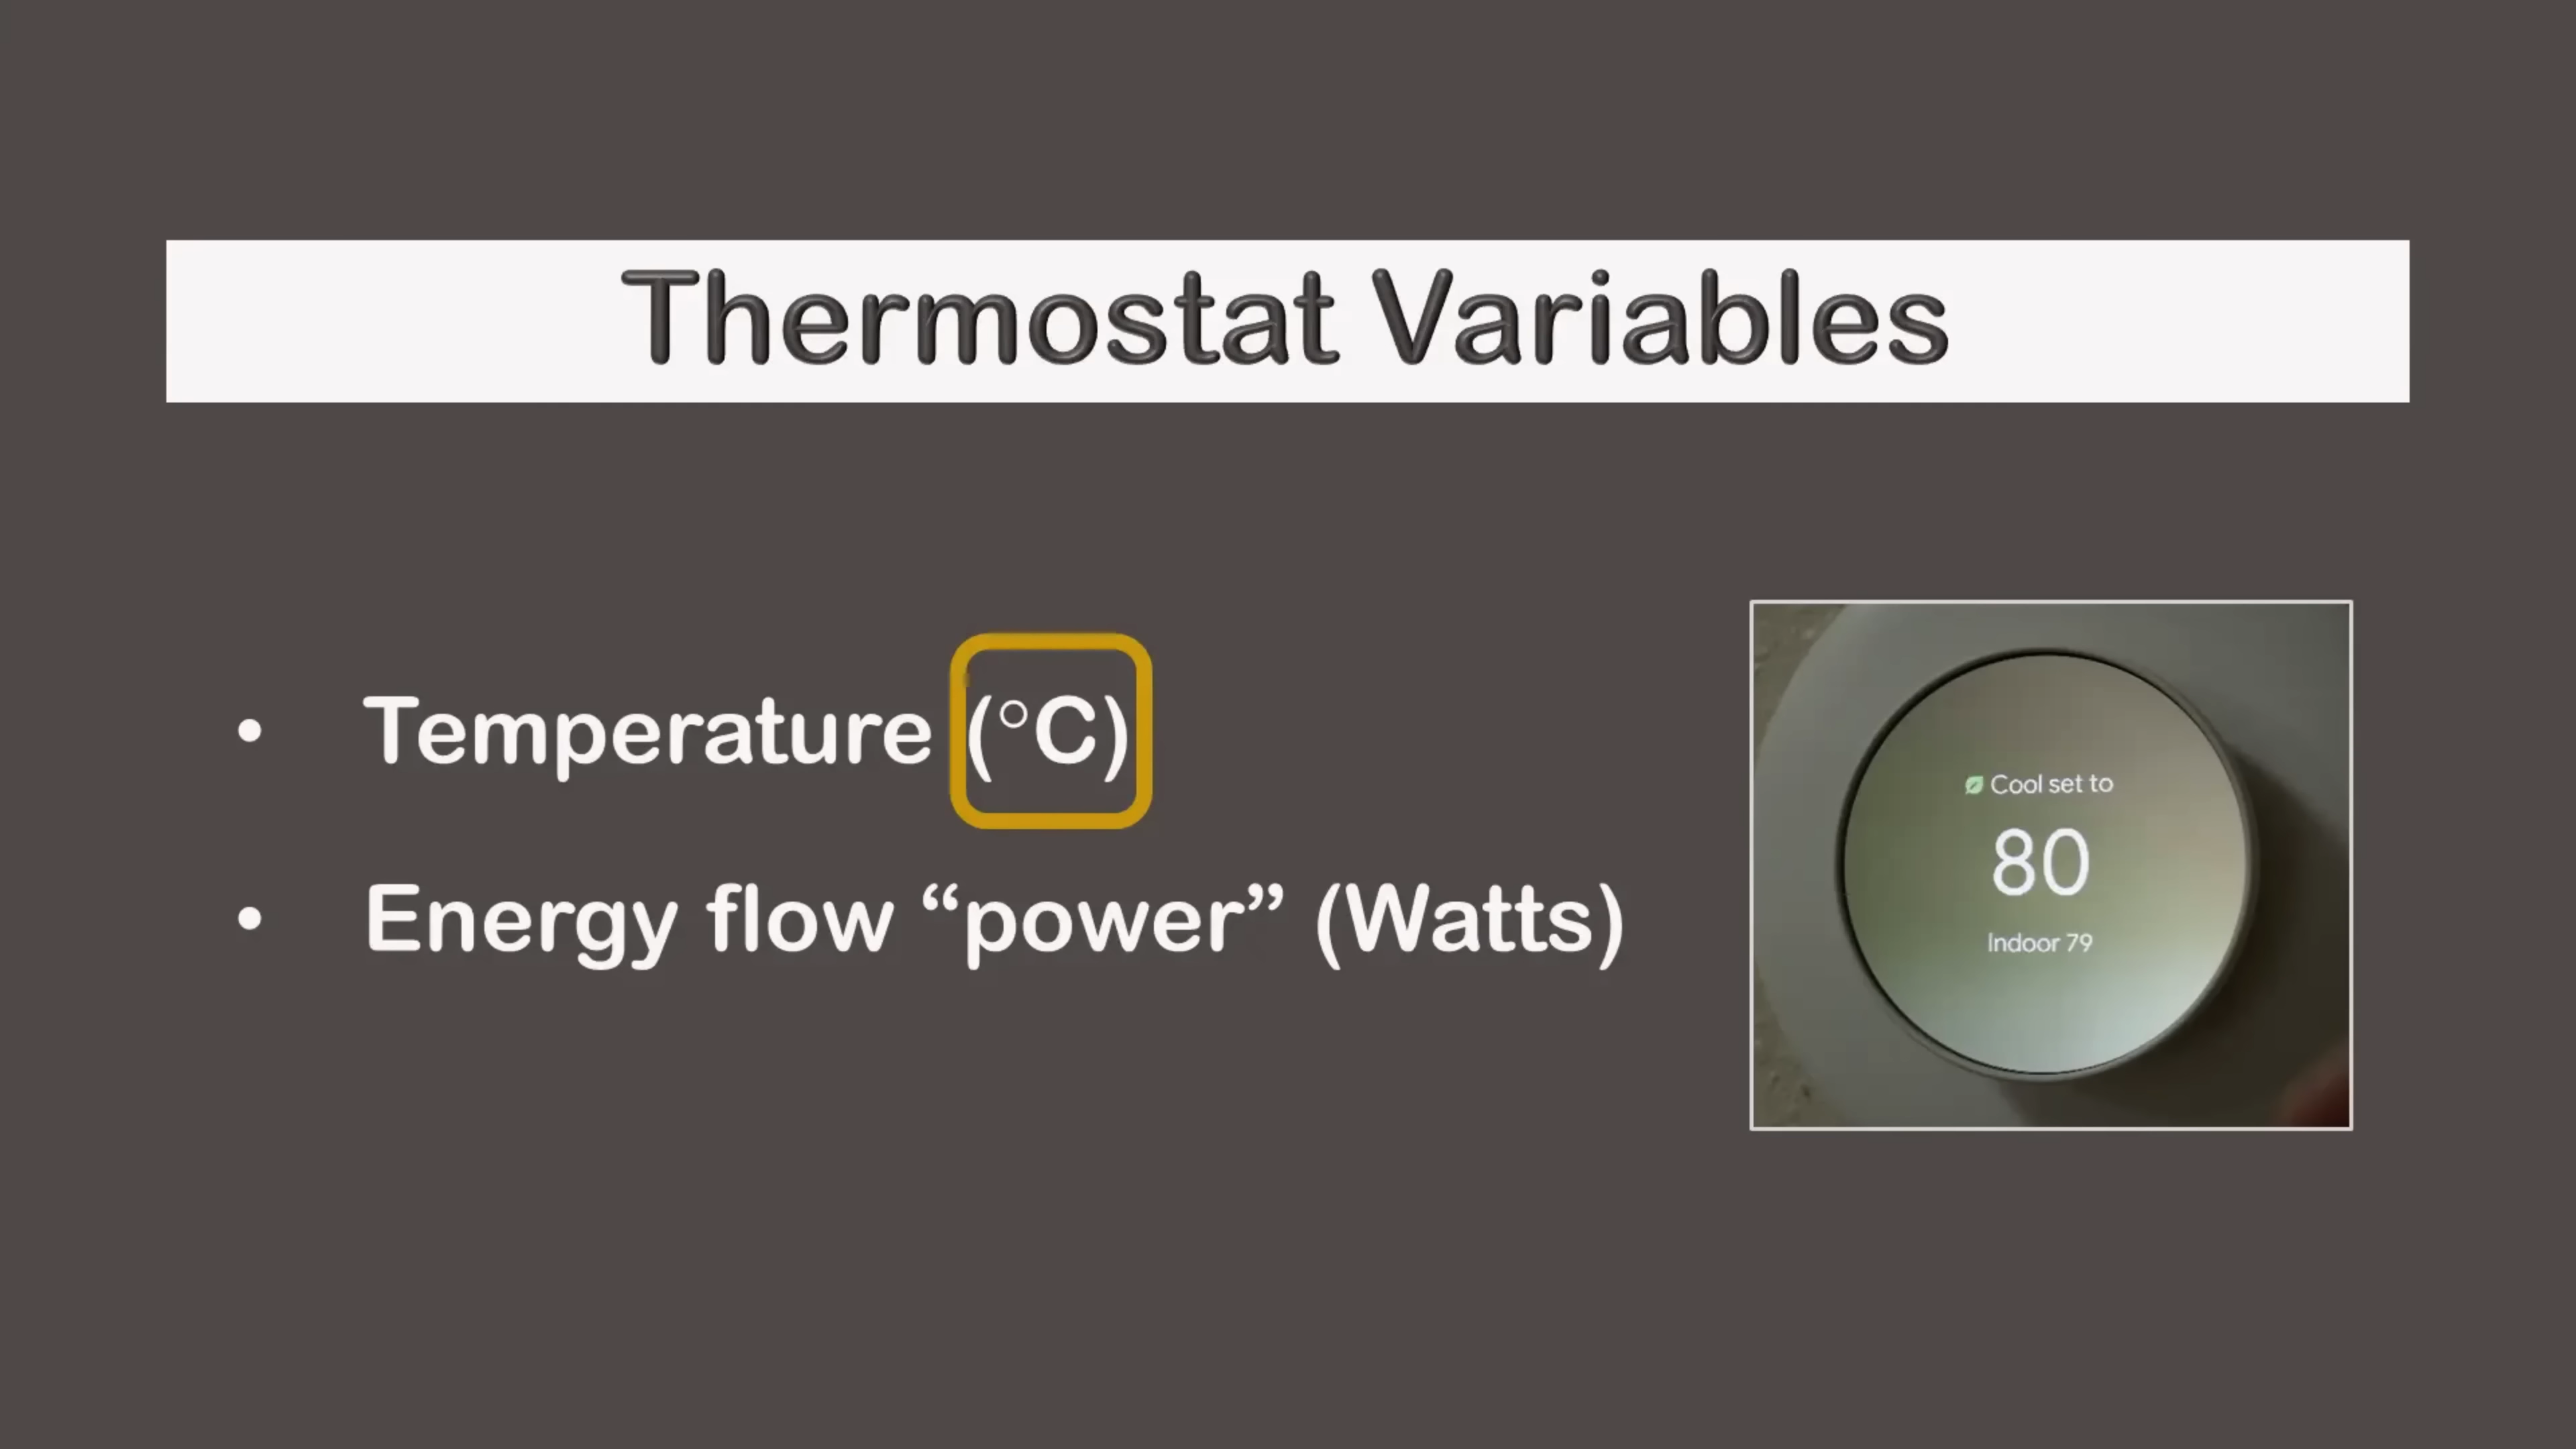 Thermostat Variables
• Temperature (°C)
• Energy flow “power” (Watts)
Cool set to
80
Indoor 79